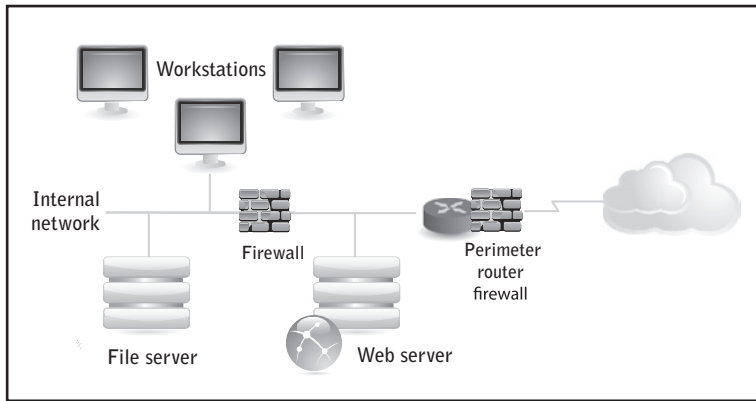 Workstations
Internal
network
Firewall
Perimeter
router
firewall
File server
Web server